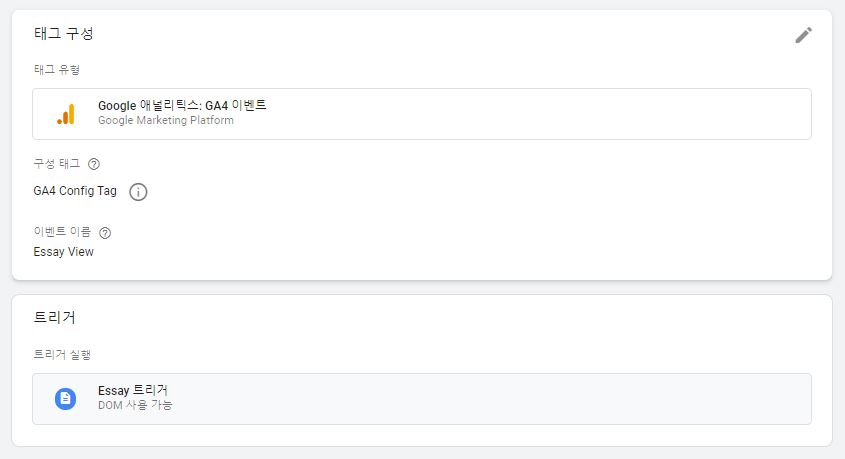 태그 구성
태그 유형
Google 애널리틱스: GA4 이벤트
Google Marketing Platform
구성 태그
GA4 Config Tag
이벤트 이름
Essay View
트리거
트리거 실행
Essay 트리거
DOM 사용 가능